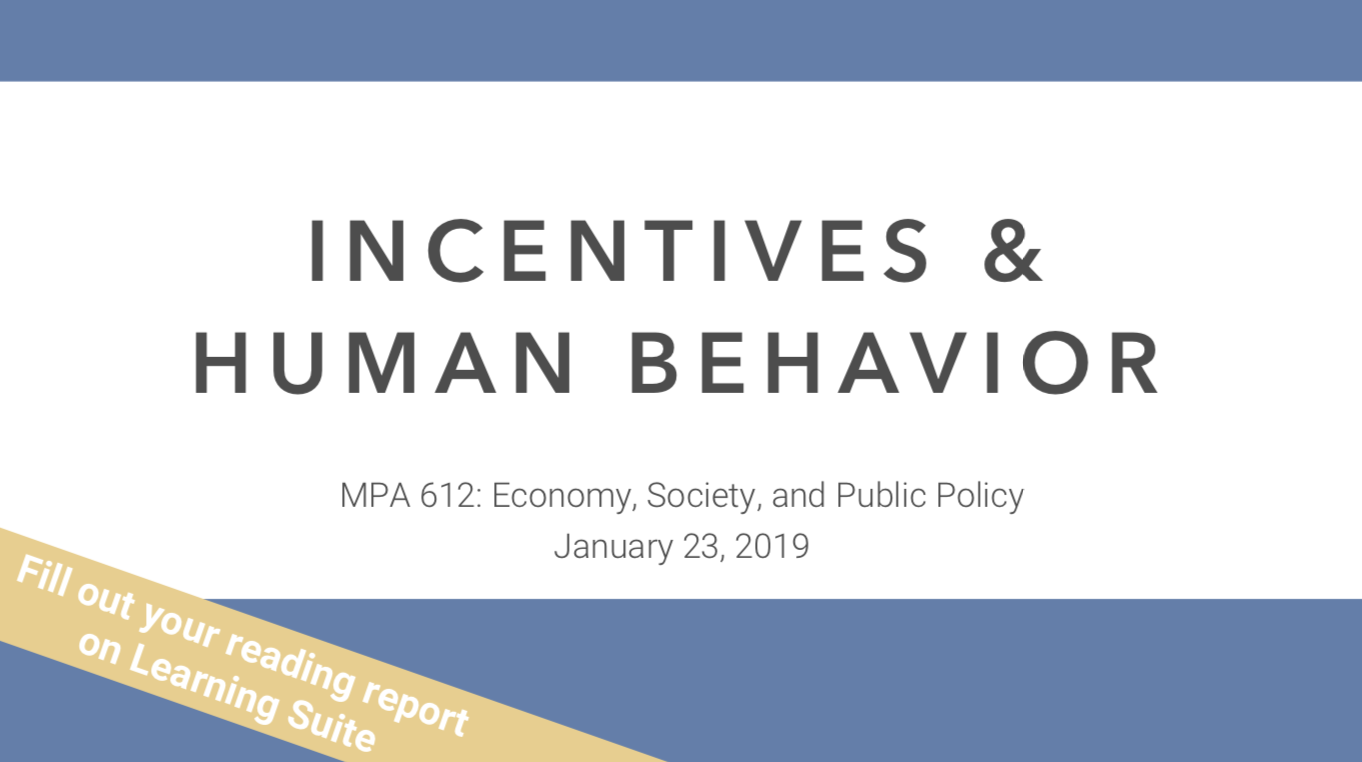 INCENTIVES &
HUMAN BEHAVIOR
MPA 612: Economy, Society, and Public Policy
January 23, 2019
Fill out your reading report
on Learning Suite